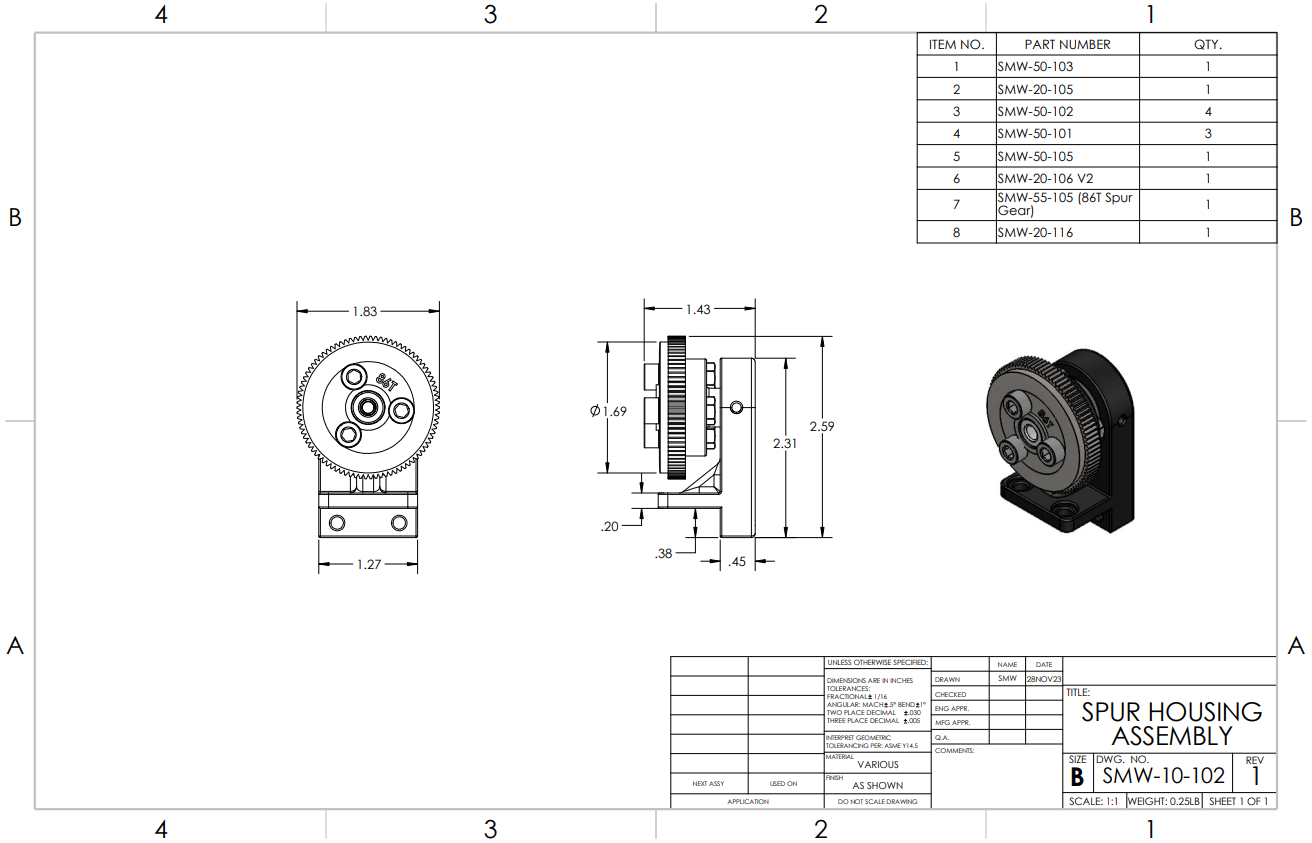 4 3 2 1
ITEM NO. PART NUMBER QTY.
1 SMW-50-103 1
2 SMW-20-105 1
3 SMW-50-102 4
4 SMW-50-101 3
5 SMW-50-105 1
6 SMW-20-106 V2 1
7 SMW-55-105 (86T Spur
Gear) 1
8 SMW-20-116 1
B B
1.83
86T
1.27
1.43
⌀1.69
2.59
2.31
.20
.38
.45
86T
A A
UNLESS OTHERWISE SPECIFIED:
DIMENSIONS ARE IN INCHES
TOLERANCES:
FRACTIONAL± 1/16
ANGULAR: MACH±.5° BEND±1°
TWO PLACE DECIMAL ±.030
THREE PLACE DECIMAL ±.005
INTERPRET GEOMETRIC
TOLERANCING PER: ASME Y14.5
MATERIAL
VARIOUS
FINISH
AS SHOWN
DO NOT SCALE DRAWING
NEXT ASSY USED ON
APPLICATION
NAME DATE
DRAWN SMW 28NOV23
CHECKED
ENG APPR.
MFG APPR.
Q.A.
COMMENTS:
TITLE:
SPUR HOUSING
ASSEMBLY
SIZE DWG. NO. REV
B SMW-10-102 1
SCALE: 1:1 WEIGHT: 0.25LB SHEET 1 OF 1
4 3 2 1